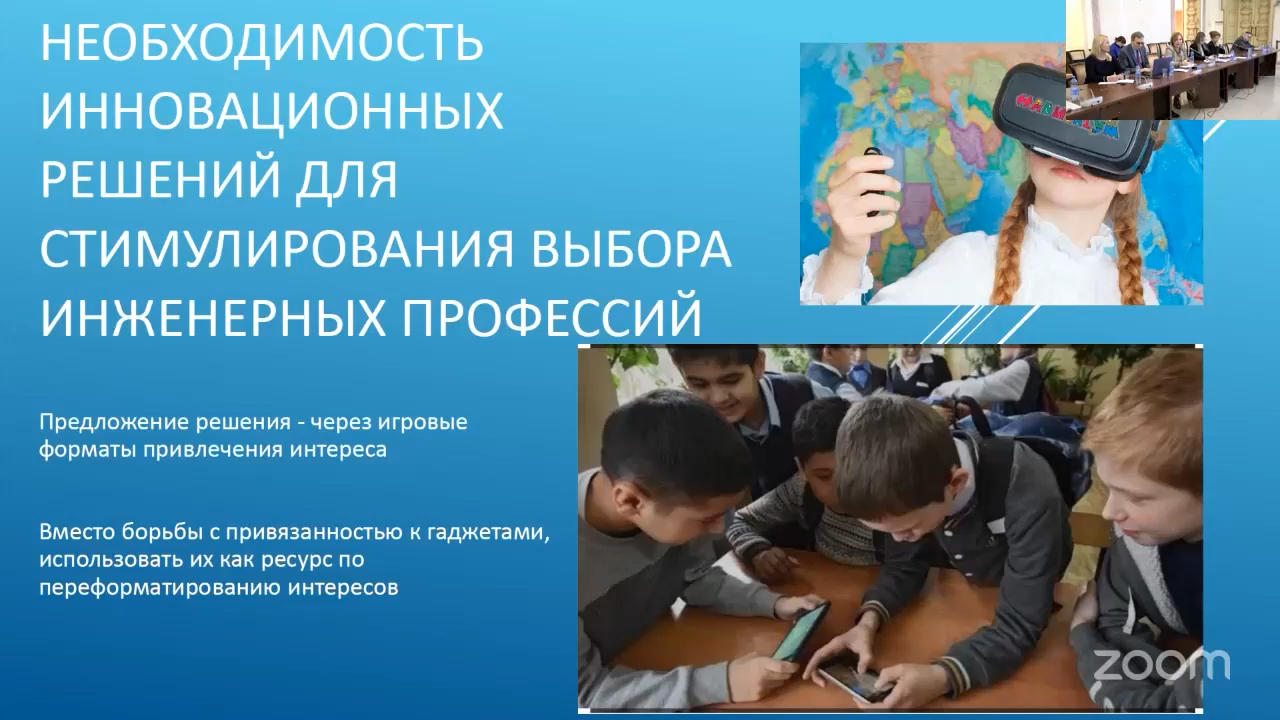 НЕОБХОДИМОСТЬ
ИННОВАЦИОННЫХ
РЕШЕНИЙ ДЛЯ
СТИМУЛИРОВАНИЯ ВЫБОРА
ИНЖЕНЕРНЫХ ПРОФЕССИЙ
Предложение решения - через игровые
форматы привлечения интереса
Вместо борьбы с привязанностью к гаджетами,
использовать их как ресурс по
переформатированию интересов
zoom